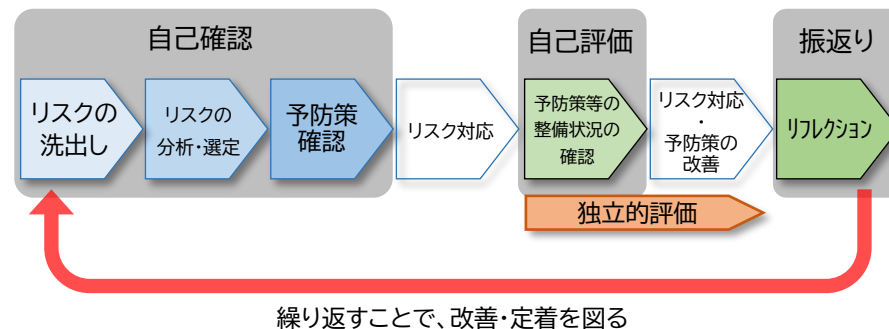 自己確認
自己評価
振返り
リスクの
洗出し
リスクの
分析・選定
予防策
確認
リスク対応
予防策等の
整備状況の
確認
リスク対応
・
予防策の
改善
リフレクション
独立的評価
繰り返すことで、改善・定着を図る